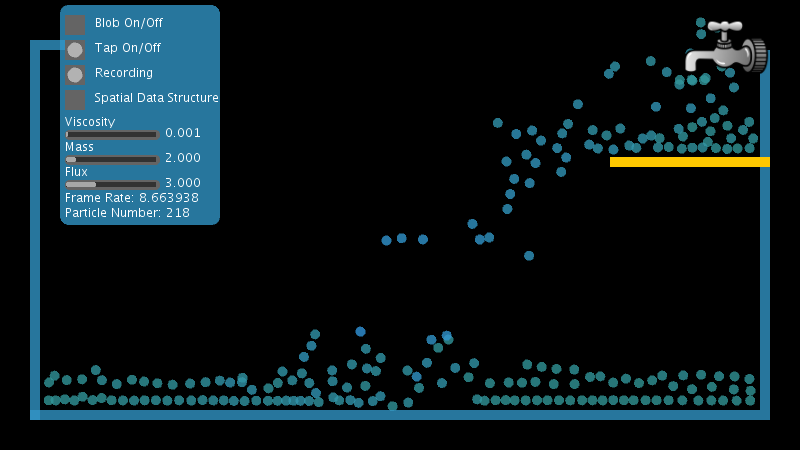 Blob On/Off
Tap On/Off
Recording
Spatial Data Structure
Viscosity
0.001
Mass
2.000
Flux
3.000
Frame Rate: 8.663938
Particle Number: 218